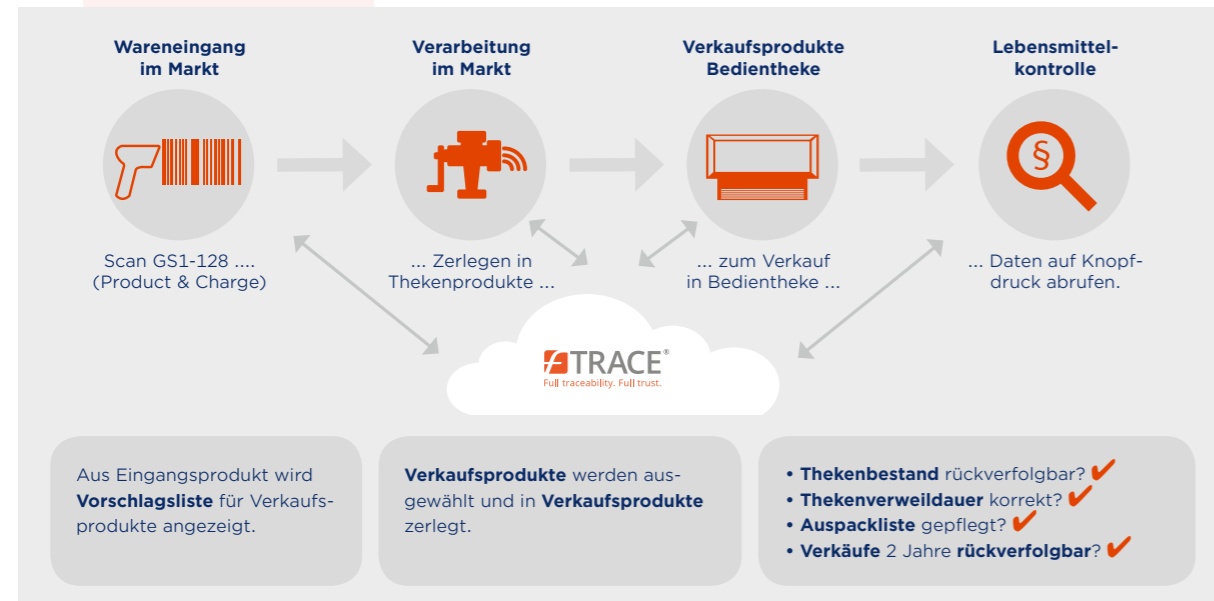 Wareneingang
im Markt
Verarbeitung
im Markt
Verkaufsprodukte
Bedientheke
Lebensmittel-
kontrolle
§
Scan GS1-128 ....
(Product & Charge)
... Zerlegen in
Thekenprodukte ...
... zum Verkauf
in Bedientheke ...
... Daten auf Knopf-
druck abrufen.
fTRACE®
Full traceability. Full trust.
Aus Eingangsprodukt wird
Vorschlagsliste für Verkaufs-
produkte angezeigt.
Verkaufsprodukte werden aus-
gewählt und in Verkaufsprodukte
zerlegt.
• Thekenbestand rückverfolgbar? ✔
• Thekenverweildauer korrekt? ✔
• Auspackliste gepflegt? ✔
• Verkäufe 2 Jahre rückverfolgbar? ✔